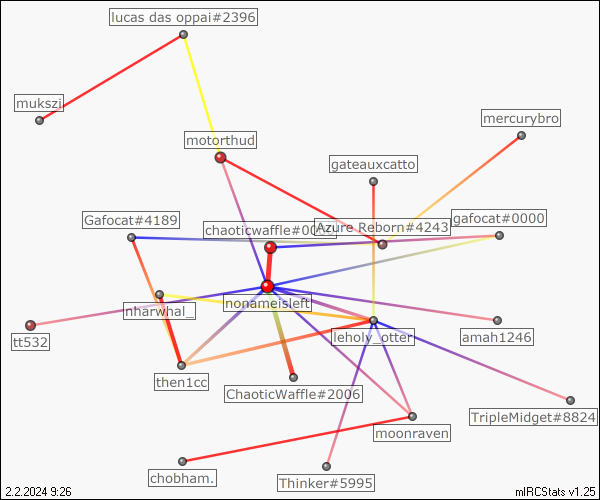 lucas das oppai#2396
mukszi
mercurybro
motorthud
gateauxcatto
Gafocat#4189
chaoticwaffle#0
Azure Reborn#4243
gafocat#0000
nharwhal_
nonameisleft
tt532
leholy_otter
amah1246
then1cc
ChaoticWaffle#2006
TripleMidget#8824
moonraven
chobham.
Thinker#5995
2.2.2024 9:26
mIRCStats v1.25